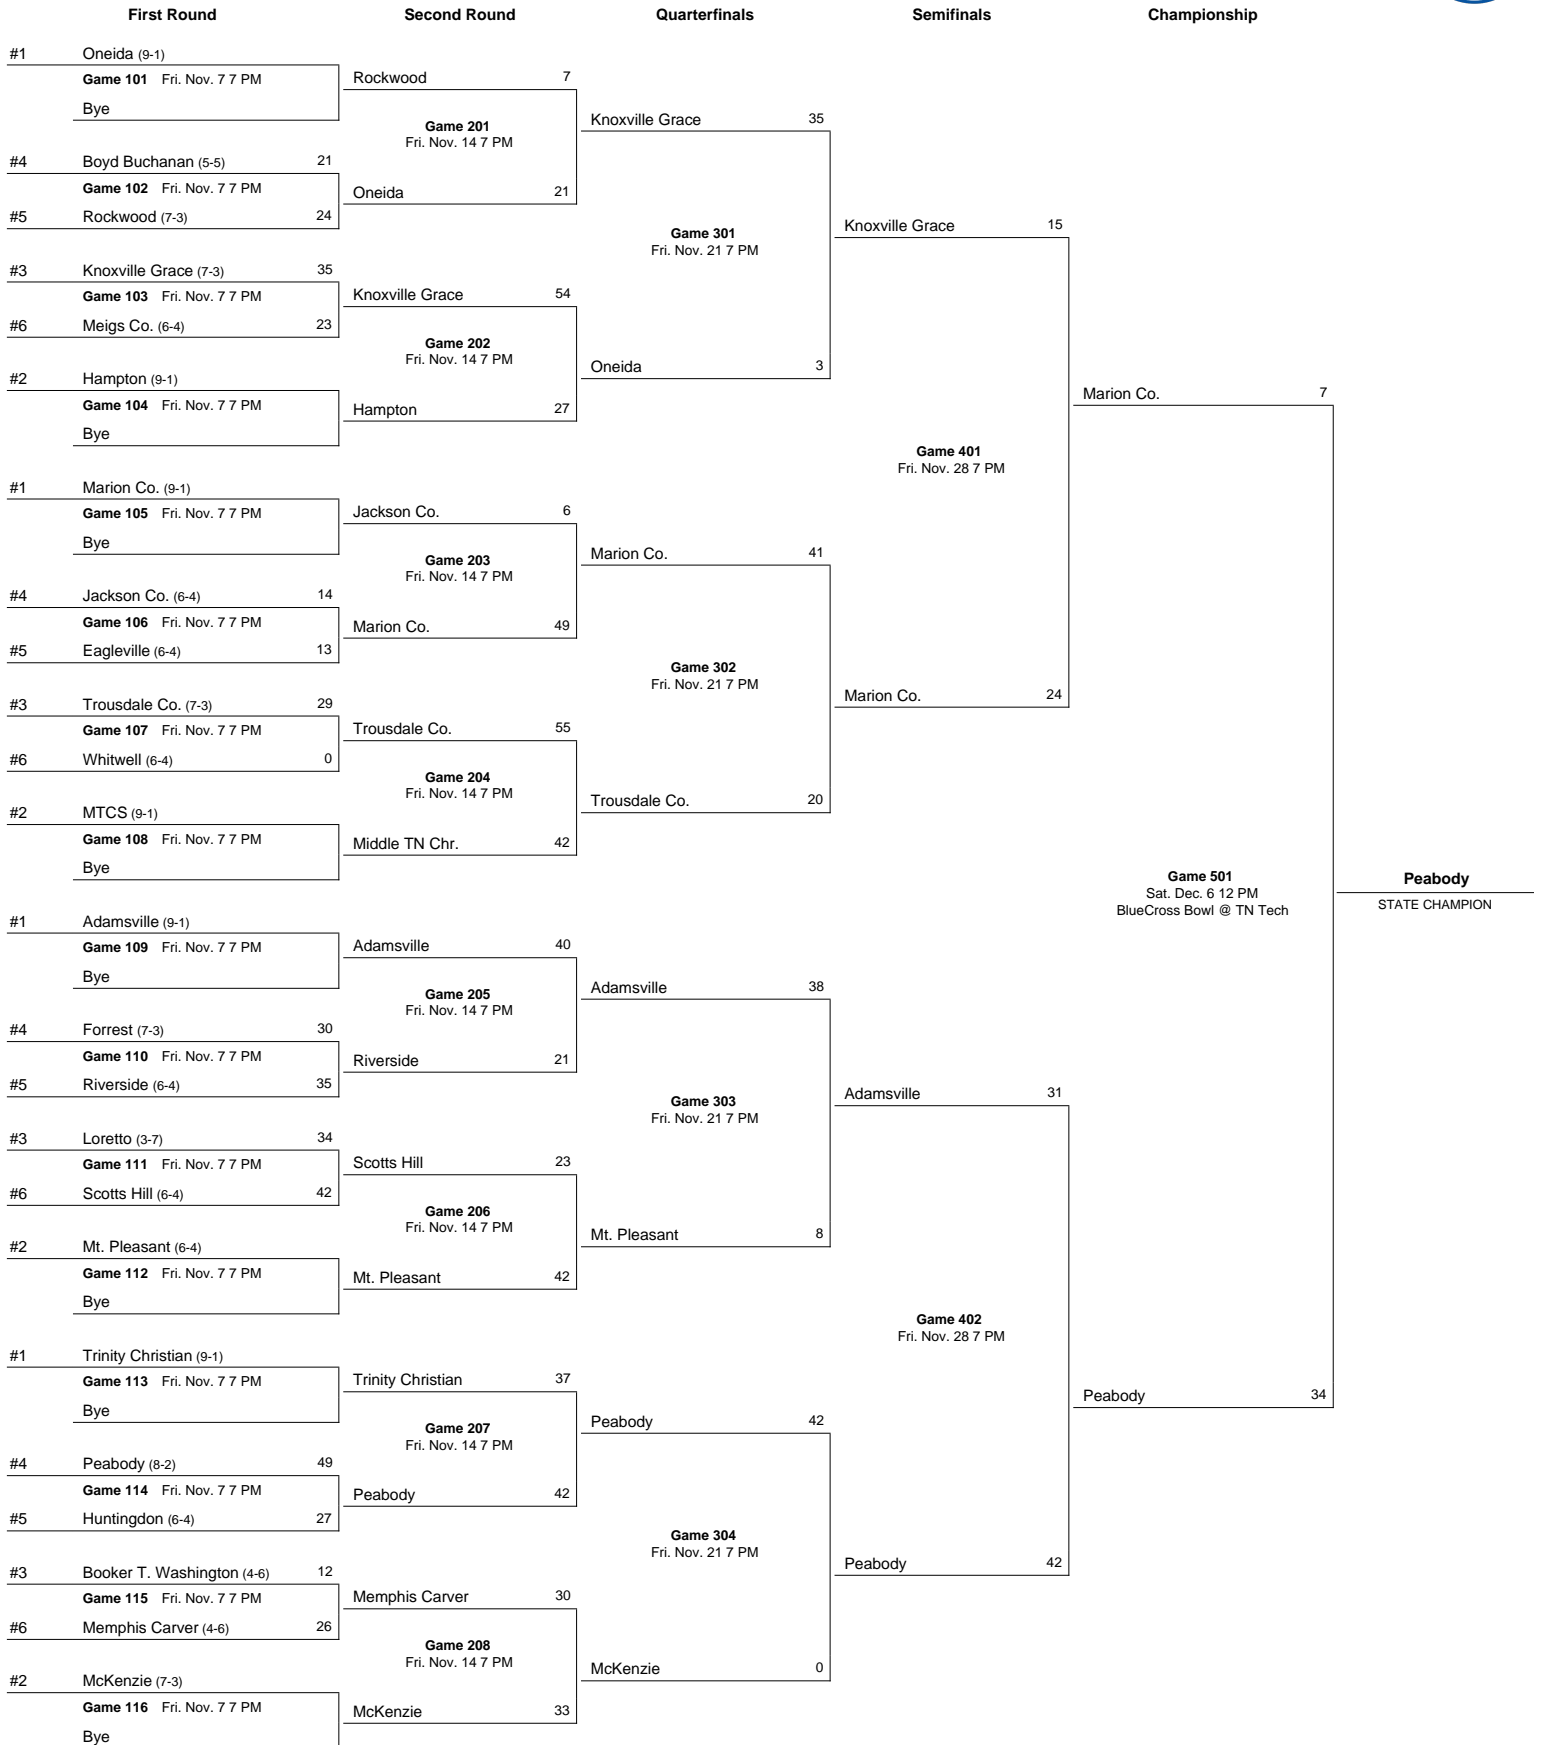 First Round
Second Round
Quarterfinals
Semifinals
Championship
#1 Oneida (9-1)
Game 101 Fri. Nov. 7 7 PM
Bye
#4 Boyd Buchanan (5-5) 21
Game 102 Fri. Nov. 7 7 PM
#5 Rockwood (7-3) 24
#3 Knoxville Grace (7-3) 35
Game 103 Fri. Nov. 7 7 PM
#6 Meigs Co. (6-4) 23
#2 Hampton (9-1)
Game 104 Fri. Nov. 7 7 PM
Bye
#1 Marion Co. (9-1)
Game 105 Fri. Nov. 7 7 PM
Bye
#4 Jackson Co. (6-4) 14
Game 106 Fri. Nov. 7 7 PM
#5 Eagleville (6-4) 13
#3 Trousdale Co. (7-3) 29
Game 107 Fri. Nov. 7 7 PM
#6 Whitwell (6-4) 0
#2 MTCS (9-1)
Game 108 Fri. Nov. 7 7 PM
Bye
#1 Adamsville (9-1)
Game 109 Fri. Nov. 7 7 PM
Bye
#4 Forrest (7-3) 30
Game 110 Fri. Nov. 7 7 PM
#5 Riverside (6-4) 35
#3 Loretto (3-7) 34
Game 111 Fri. Nov. 7 7 PM
#6 Scotts Hill (6-4) 42
#2 Mt. Pleasant (6-4)
Game 112 Fri. Nov. 7 7 PM
Bye
#1 Trinity Christian (9-1)
Game 113 Fri. Nov. 7 7 PM
Bye
#4 Peabody (8-2) 49
Game 114 Fri. Nov. 7 7 PM
#5 Huntingdon (6-4) 27
#3 Booker T. Washington (4-6) 12
Game 115 Fri. Nov. 7 7 PM
#6 Memphis Carver (4-6) 26
#2 McKenzie (7-3)
Game 116 Fri. Nov. 7 7 PM
Bye
Rockwood 7
Game 201
Fri. Nov. 14 7 PM
Oneida 21
Knoxville Grace 54
Game 202
Fri. Nov. 14 7 PM
Hampton 27
Jackson Co. 6
Game 203
Fri. Nov. 14 7 PM
Marion Co. 49
Trousdale Co. 55
Game 204
Fri. Nov. 14 7 PM
Middle TN Chr. 42
Adamsville 40
Game 205
Fri. Nov. 14 7 PM
Riverside 21
Scotts Hill 23
Game 206
Fri. Nov. 14 7 PM
Mt. Pleasant 42
Trinity Christian 37
Game 207
Fri. Nov. 14 7 PM
Peabody 42
Memphis Carver 30
Game 208
Fri. Nov. 14 7 PM
McKenzie 33
Knoxville Grace 35
Game 301
Fri. Nov. 21 7 PM
Oneida 3
Marion Co. 41
Game 302
Fri. Nov. 21 7 PM
Trousdale Co. 20
Adamsville 38
Game 303
Fri. Nov. 21 7 PM
Mt. Pleasant 8
Peabody 42
Game 304
Fri. Nov. 21 7 PM
McKenzie 0
Knoxville Grace 15
Game 401
Fri. Nov. 28 7 PM
Marion Co. 24
Adamsville 31
Game 402
Fri. Nov. 28 7 PM
Peabody 42
Marion Co. 7
Game 501
Sat. Dec. 6 12 PM
BlueCross Bowl @ TN Tech
Peabody 34
Peabody
STATE CHAMPION